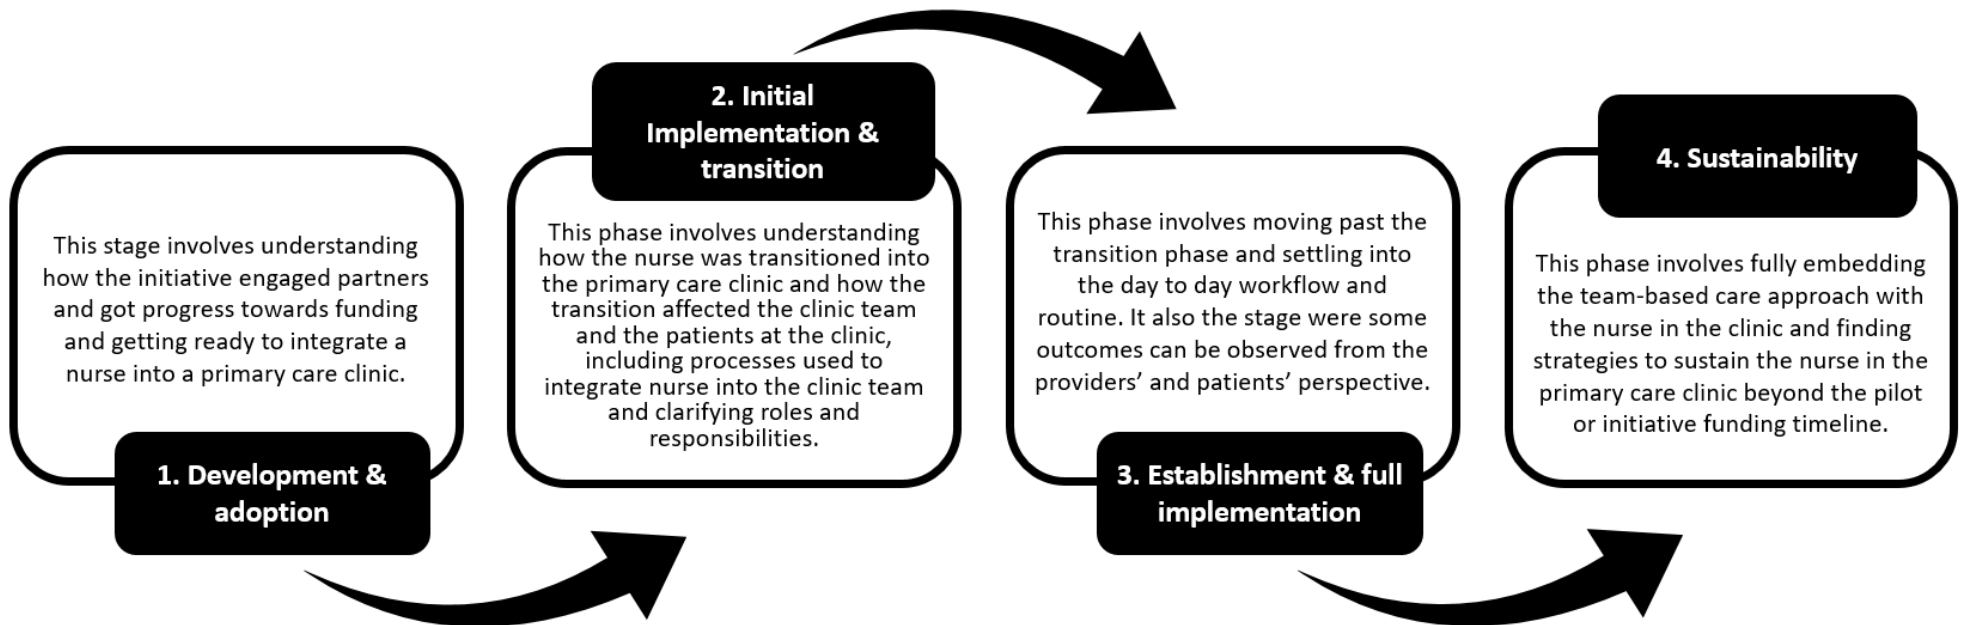 This stage involves understanding
how the initiative engaged partners
and got progress towards funding
and getting ready to integrate a
nurse into a primary care clinic.
1. Development &
adoption
2. Initial
Implementation &
transition
This phase involves understanding
how the nurse was transitioned into
the primary care clinic and how the
transition affected the clinic team
and the patients at the clinic,
including processes used to
integrate nurse into the clinic team
and clarifying roles and
responsibilities.
This phase involves moving past the
transition phase and settling into
the day to day workflow and
routine. It also the stage were some
outcomes can be observed from the
providers’ and patients’ perspective.
3. Establishment & full
implementation
4. Sustainability
This phase involves fully embedding
the team-based care approach with
the nurse in the clinic and finding
strategies to sustain the nurse in the
primary care clinic beyond the pilot
or initiative funding timeline.